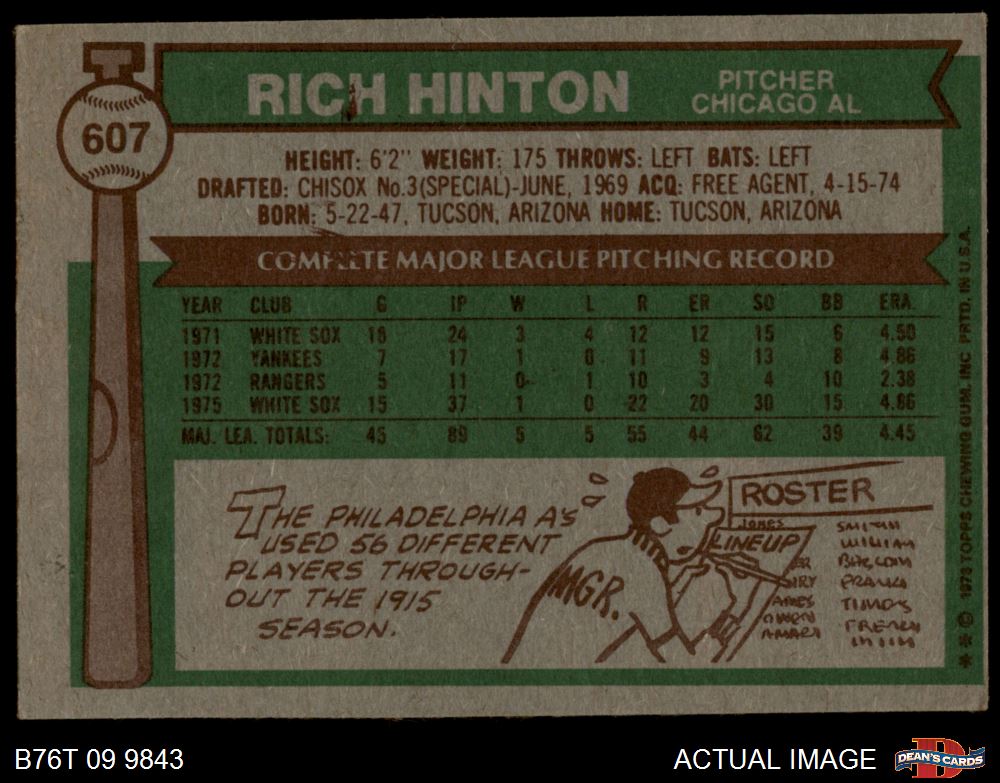 607
RICH HINTON
PITCHER
CHICAGO AL
HEIGHT: 6'2" WEIGHT: 175 THROWS: LEFT BATS: LEFT
DRAFTED: CHISOX No.3(SPECIAL)-JUNE, 1969 ACQ: FREE AGENT, 4-15-74
BORN: 5-22-47, TUCSON, ARIZONA HOME: TUCSON, ARIZONA
COMPLETE MAJOR LEAGUE PITCHING RECORD
YEAR CLUB G IP W L R ER SO BB ERA.
1971 WHITE SOX 18 24 3 4 12 12 15 6 4.50
1972 YANKEES 7 17 1 0 11 9 13 8 4.86
1972 RANGERS 5 11 0 1 10 3 4 10 2.38
1975 WHITE SOX 15 37 1 0 22 20 30 15 4.86
MAJ. LEA. TOTALS: 45 89 5 5 55 44 62 39 4.45
THE PHILADELPHIA A'S
USED 56 DIFFERENT
PLAYERS THROUGH-
OUT THE 1915
SEASON.
MGR.
ROSTER
JONES
LINEUP
SMITH
FRENCH
* * © 1976 TOPPS CHEWING GUM, INC PRTD. IN U.S.A.
B76T 09 9843
ACTUAL IMAGE
DEAN'S CARDS